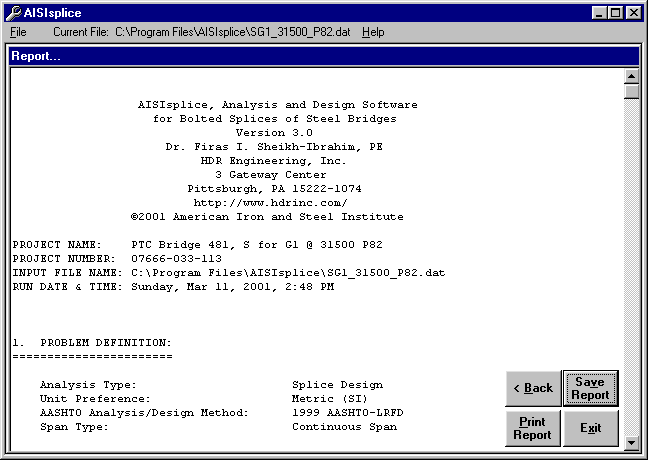 AISIsplice
File Current File: C:\Program Files\AISIsplice\SG1_31500_P82.dat Help
Report...
AISIsplice, Analysis and Design Software
for Bolted Splices of Steel Bridges
Version 3.0
Dr. Firas I. Sheikh-Ibrahim, PE
HDR Engineering, Inc.
3 Gateway Center
Pittsburgh, PA 15222-1074
http://www.hdrinc.com/
©2001 American Iron and Steel Institute
PROJECT NAME: PTC Bridge 481, S for G1 @ 31500 P82
PROJECT NUMBER: 07666-033-113
INPUT FILE NAME: C:\Program Files\AISIsplice\SG1_31500_P82.dat
RUN DATE & TIME: Sunday, Mar 11, 2001, 2:48 PM
1. PROBLEM DEFINITION:
=======================
Analysis Type: Splice Design
Unit Preference: Metric (SI)
AASHTO Analysis/Design Method: 1999 AASHTO-LRFD
Span Type: Continuous Span
< Back
Save
Report
Print
Report
Exit